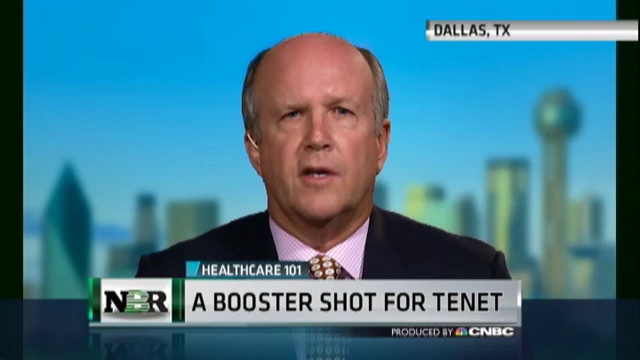 DALLAS, TX
HEALTHCARE 101
NBR A BOOSTER SHOT FOR TENET
PRODUCED BY CNBC